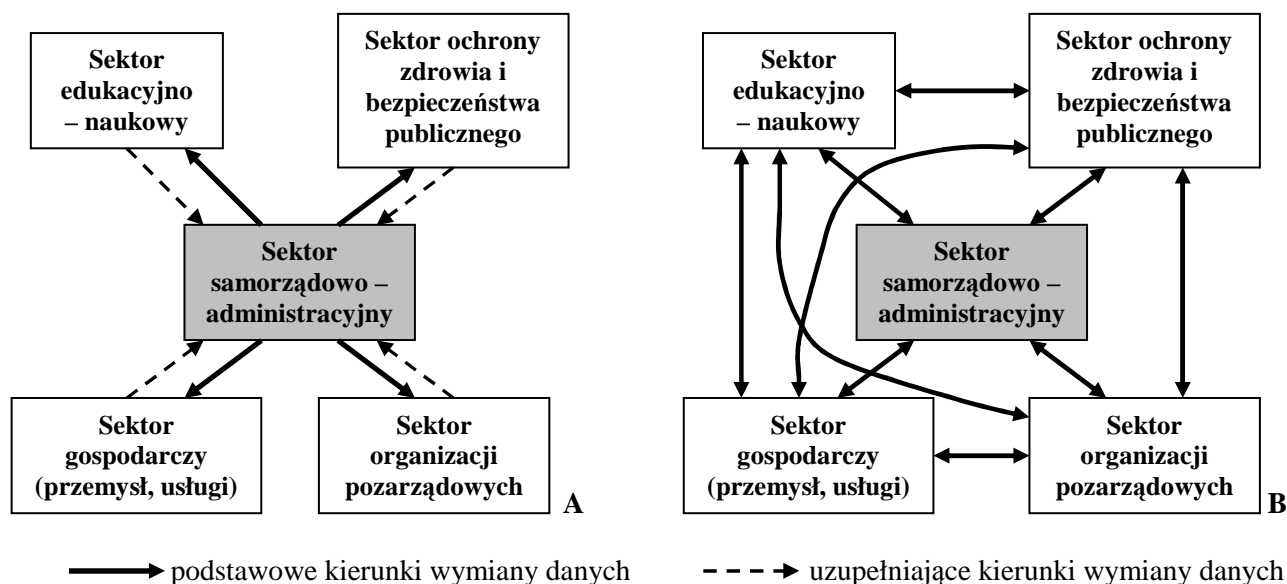 Sektor
edukacyjno
– naukowy
Sektor ochrony
zdrowia i
bezpieczeństwa
publicznego
Sektor
samorządowo –
administracyjny
Sektor
gospodarczy
(przemysł, usługi)
Sektor
organizacji
pozarządowych
A
Sektor
edukacyjno
– naukowy
Sektor ochrony
zdrowia i
bezpieczeństwa
publicznego
Sektor
samorządowo –
administracyjny
Sektor
gospodarczy
(przemysł, usługi)
Sektor
organizacji
pozarządowych
B
podstawowe kierunki wymiany danych
uzupełniające kierunki wymiany danych